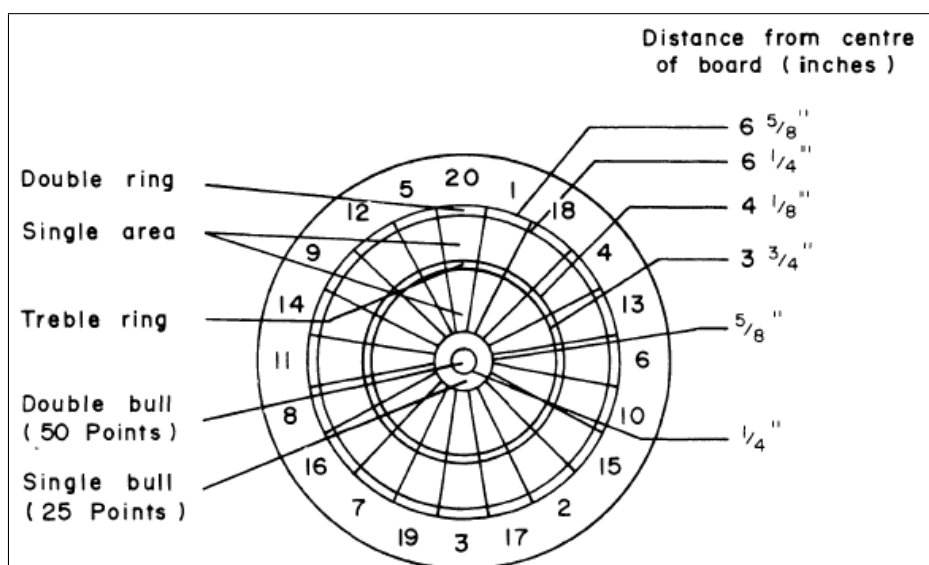 Distance from centre
of board (inches)
6 5/8"
6 1/4"
4 1/8"
3 3/4"
5/8"
1/4"
Double ring
Single area
Treble ring
Double bull
(50 Points)
Single bull
(25 Points)
20
1
18
4
13
6
10
15
2
17
3
19
7
16
8
11
14
9
12
5